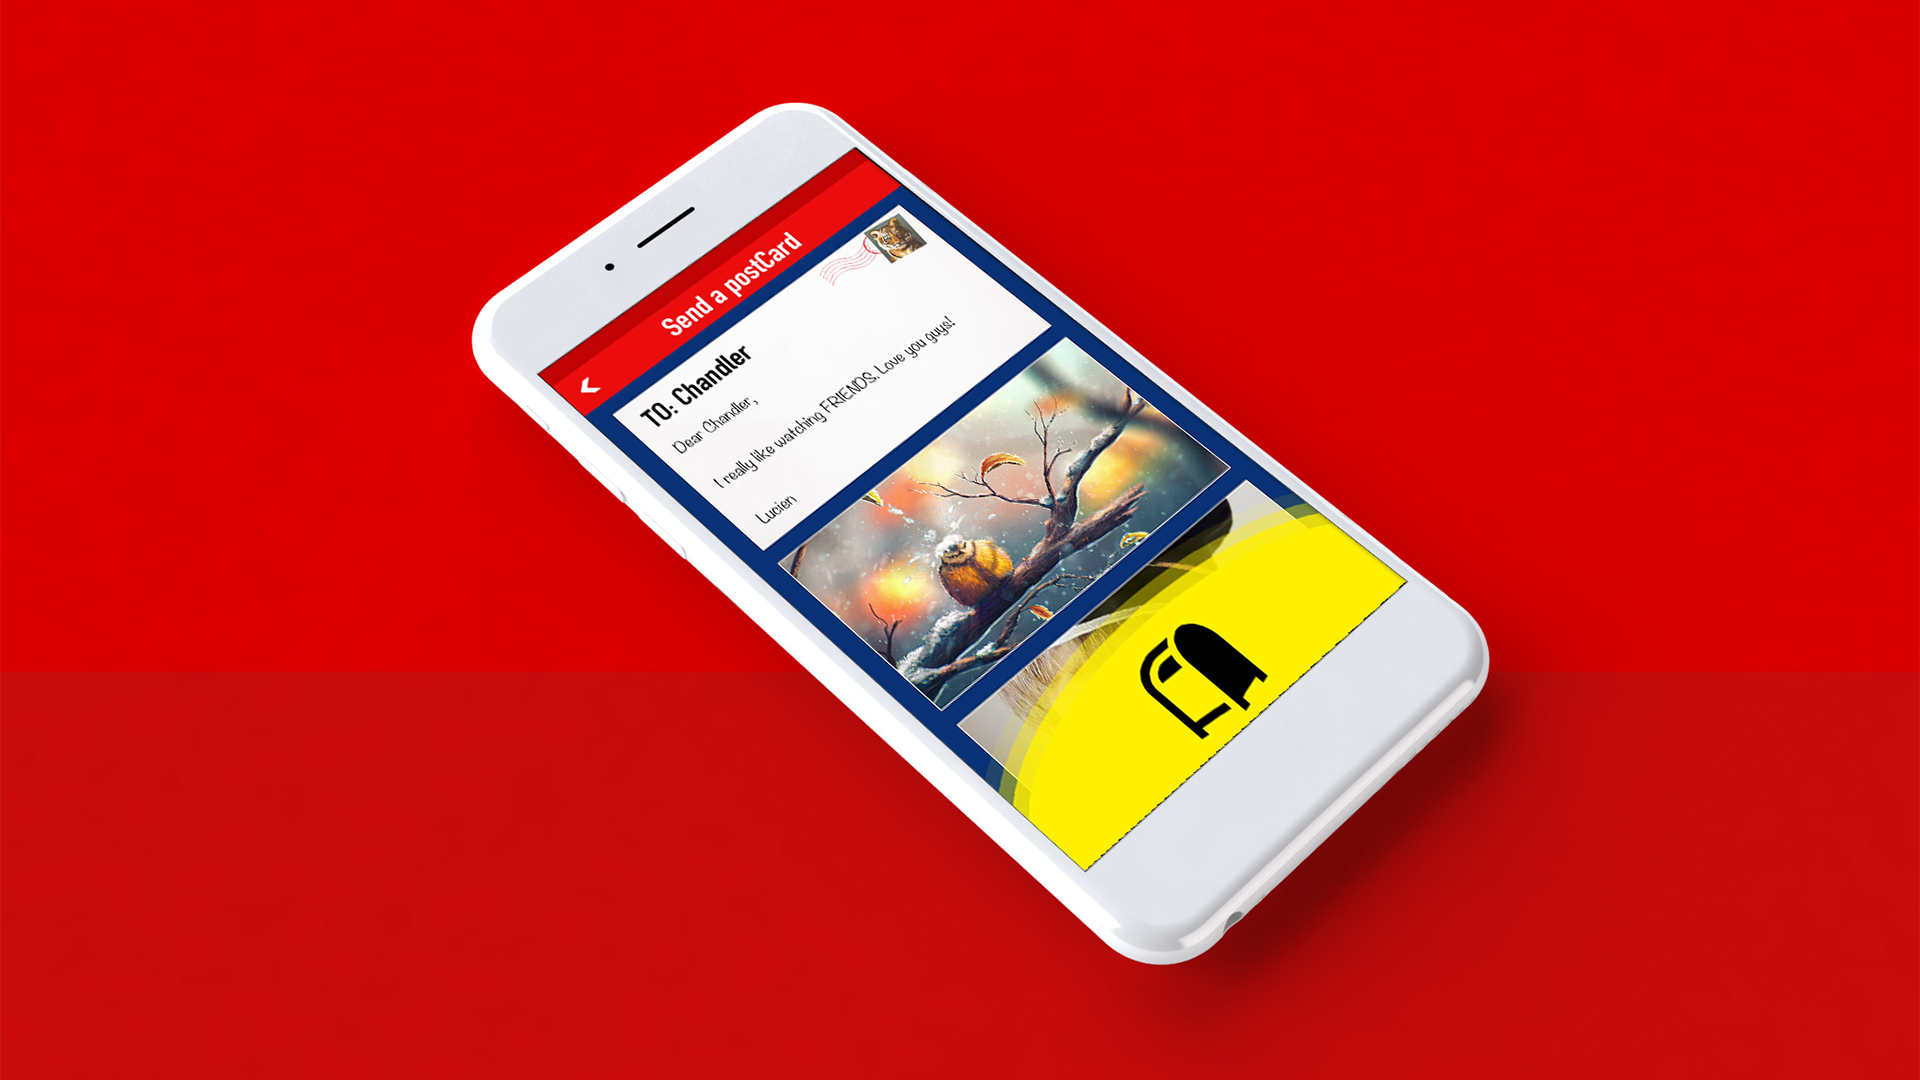 Send a postCard
TO: Chandler
Dear Chandler,
I really like watching FRIENDS. Love you guys!
Lucien